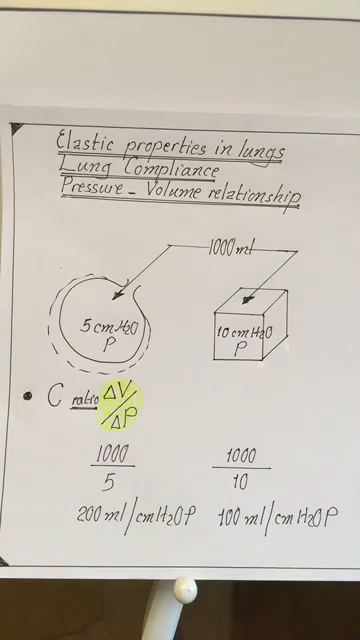 Elastic properties in lungs
Lung Compliance
Pressure - Volume relationship
1000 ml
5 cm H2O
P
10 cm H2O
P
C ratio ΔV/ΔP
1000/5
1000/10
200 ml/cm H2O P
100 ml/cm H2O P